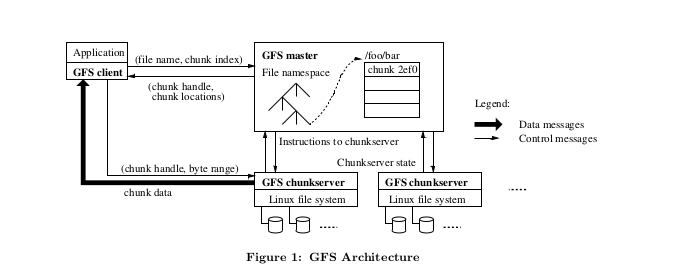 Application
GFS client
(file name, chunk index)
(chunk handle,
chunk locations)
GFS master
File namespace
/foo/bar
chunk 2ef0
Legend:
Data messages
Control messages
Instructions to chunkserver
Chunkserver state
(chunk handle, byte range)
chunk data
GFS chunkserver
Linux file system
GFS chunkserver
Linux file system
Figure 1: GFS Architecture